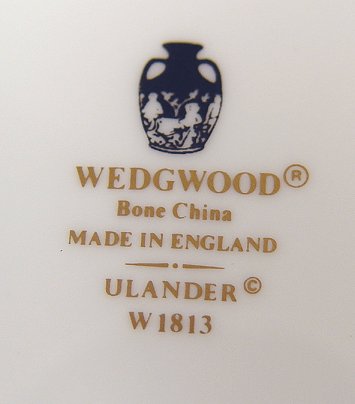 WEDGWOOD®
Bone China
MADE IN ENGLAND
ULANDER©
W1813